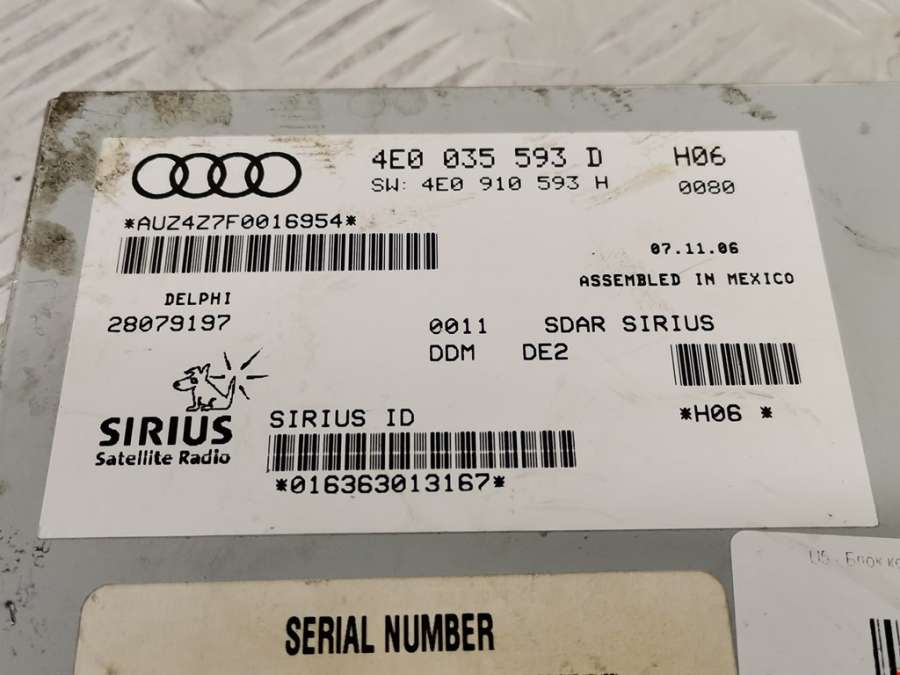 4E0 035 593 D H06
SW: 4E0 910 593 H 0080
*AUZ4Z7F0016954*
07.11.06
ASSEMBLED IN MEXICO
DELPHI
28079197
0011 SDAR SIRIUS
DDM DE2
*H06 *
SIRIUS
Satellite Radio
SIRIUS ID
*016363013167*
SERIAL NUMBER